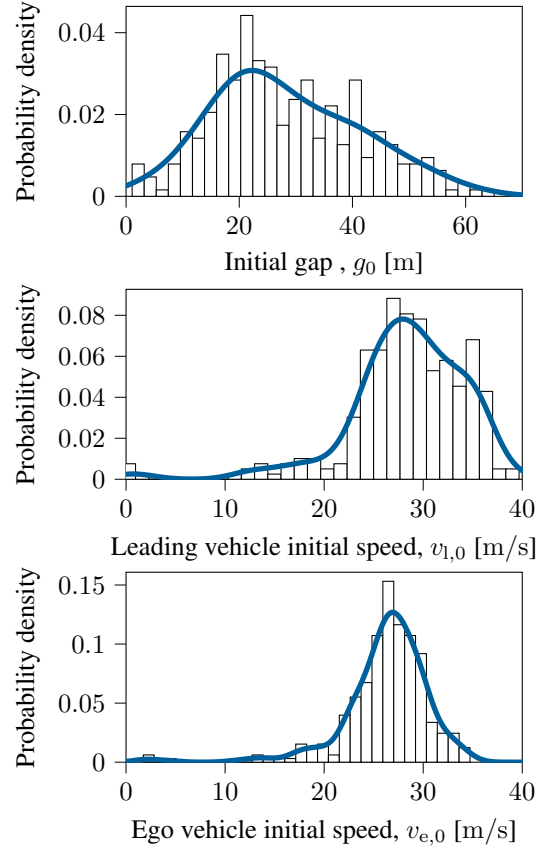 Probability density
0.04
0.02
0
0 20 40 60
Initial gap , g₀ [m]
Probability density
0.08
0.06
0.04
0.02
0
0 10 20 30 40
Leading vehicle initial speed, vₗ,₀ [m/s]
Probability density
0.15
0.1
0.05
0
0 10 20 30 40
Ego vehicle initial speed, vₑ,₀ [m/s]